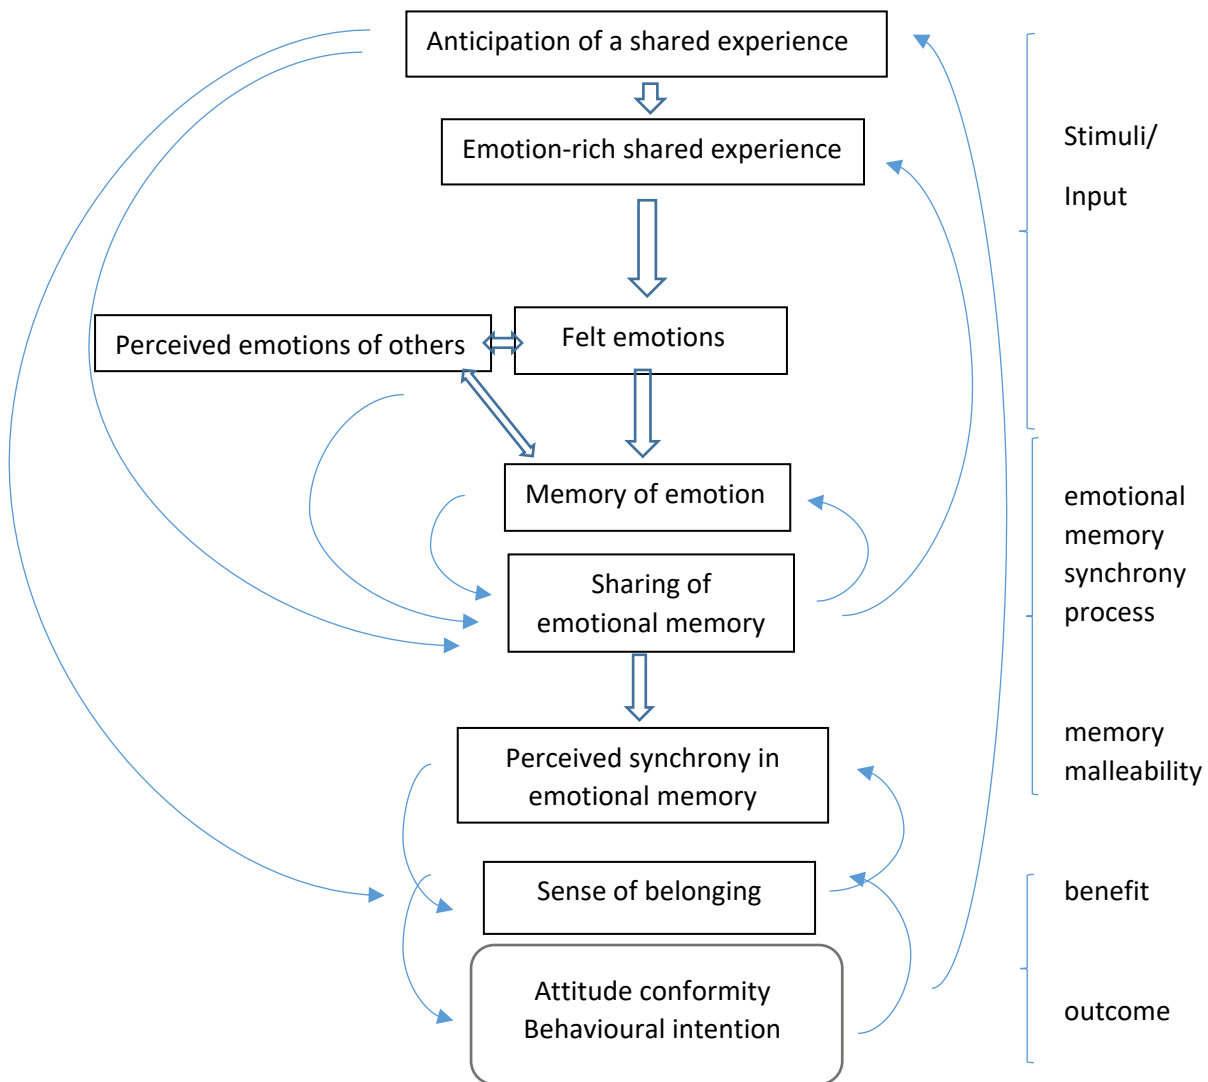 Anticipation of a shared experience
Emotion-rich shared experience
Stimuli/
Input
Perceived emotions of others
Felt emotions
Memory of emotion
emotional
memory
synchrony
process
Sharing of
emotional memory
Perceived synchrony in
emotional memory
memory
malleability
Sense of belonging
benefit
Attitude conformity
Behavioural intention
outcome